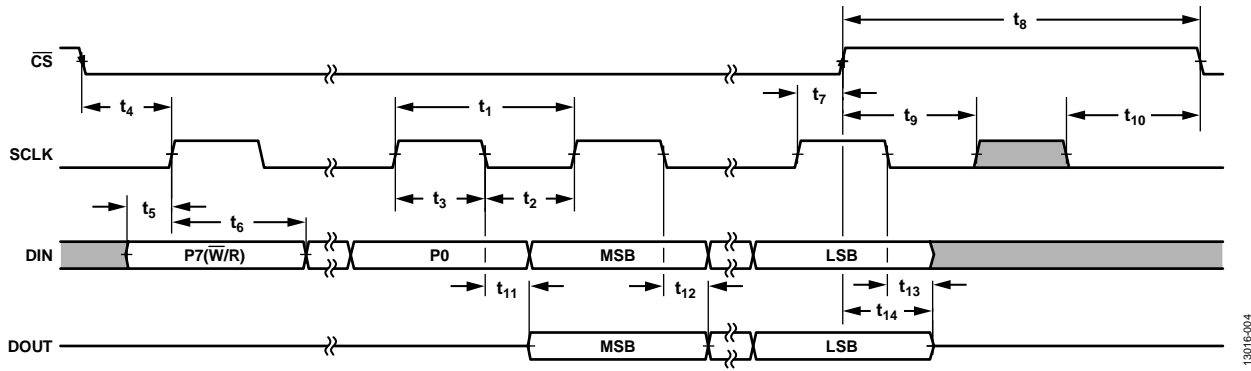 t₈
C̅S̅
t₄
t₁
t₇
t₉
t₁₀
SCLK
t₃
t₂
t₅
t₆
DIN
P7(W̅/R)
P0
MSB
LSB
t₁₁
t₁₂
t₁₃
t₁₄
DOUT
MSB
LSB
13016-004